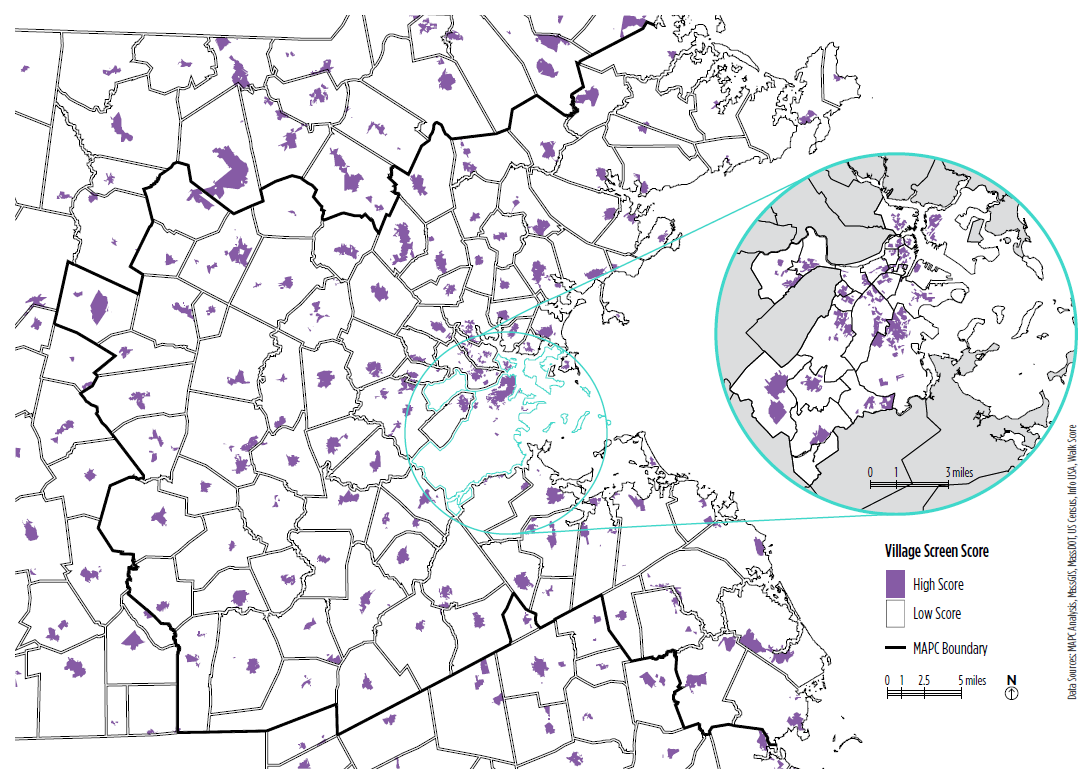 0 1 3 miles
Village Screen Score
High Score
Low Score
MAPC Boundary
0 1 2.5 5 miles
N
Data Sources: MAPC Analysis, MassGIS, MassDOT, US Census, Info USA, Walk Score